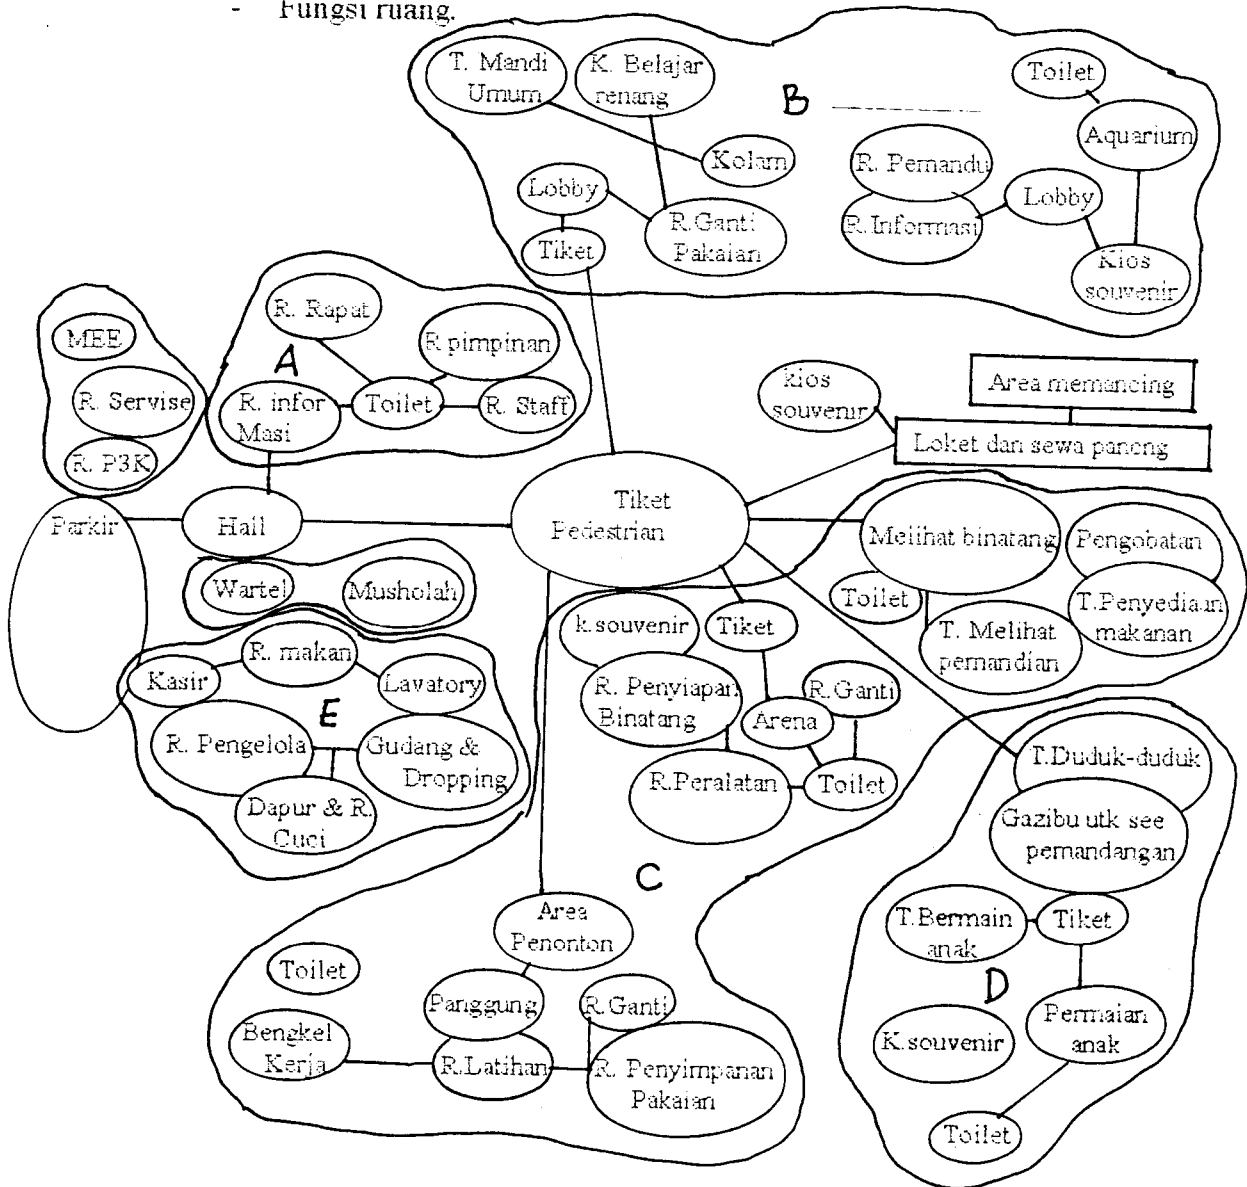 - Fungsi ruang.
T. Mandi
Umum
K. Belajar
renang
B
Toilet
Aquarium
Kolam
R. Pemandu
Lobby
Lobby
R.Informasi
R.Ganti
Pakaian
Tiket
Kios
souvenir
R. Rapat
R pimpinan
A
MEE
R. Servise
R. infor
Masi
Toilet
R. Staff
R. P3K
kios
souvenir
Area memancing
Loket dan sewa pancng
Parkir
Hall
Tiket
Pedestrian
Melihat binatang
Pengobatan
Wartel
Musholah
Toilet
T.Penyediaan
makanan
k.souvenir
Tiket
T. Melihat
pemandian
R. makan
Kasir
Lavatory
E
R. Penyiapan
Binatang
R.Ganti
Arena
R. Pengelola
Gudang &
Dropping
R.Peralatan
Toilet
T.Duduk-duduk
Dapur & R.
Cuci
Gazibu utk see
pemandangan
C
Area
Penonton
T.Bermain
anak
Tiket
Toilet
D
Panggung
R.Ganti
Permaian
anak
Bengkel
Kerja
R.Latihan
R. Penyimpanan
Pakaian
K.souvenir
Toilet